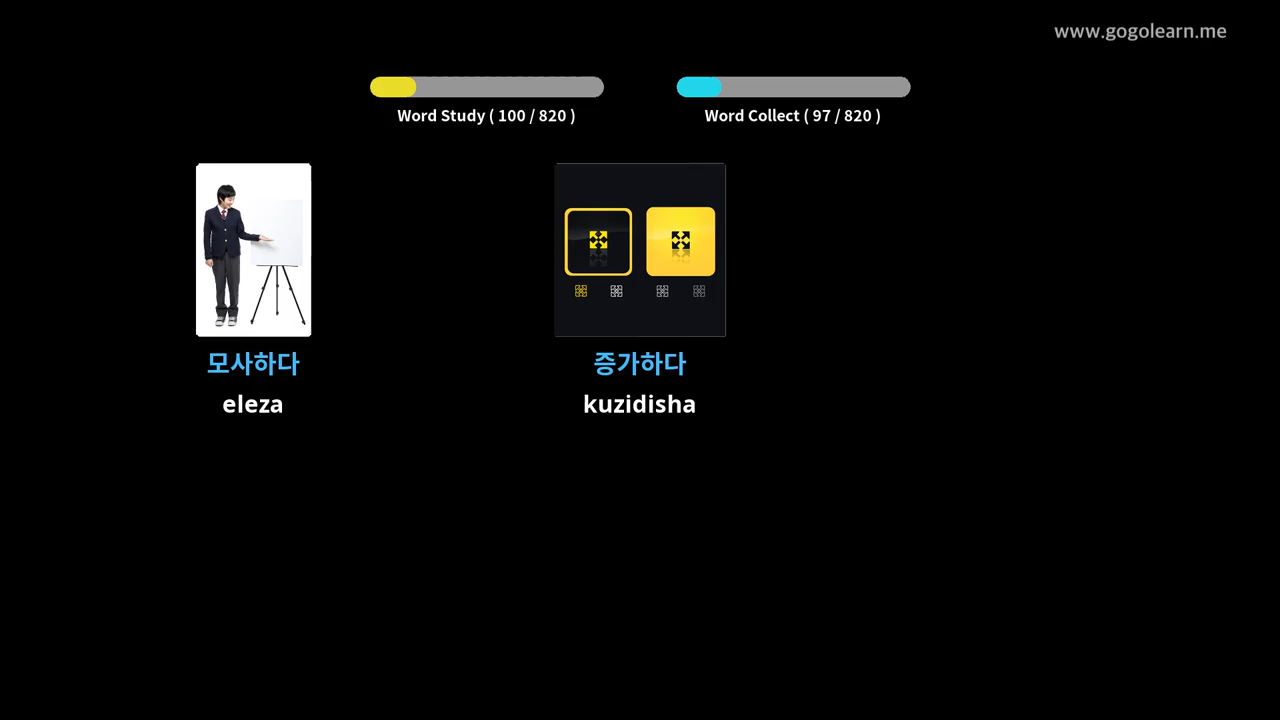 www.gogolearn.me
Word Study ( 100 / 820 )
Word Collect ( 97 / 820 )
모사하다
증가하다
eleza
kuzidisha